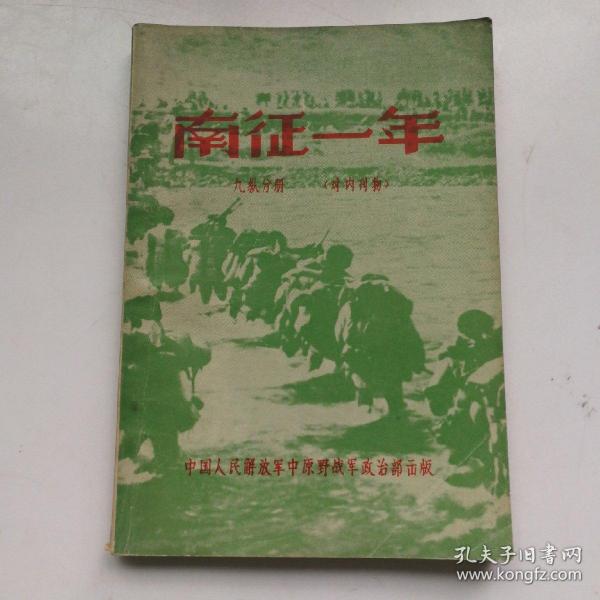 南征一年
九纵分册 （对内刊物）
中国人民解放军中原野战军政治部出版
孔夫子旧书网
www.kongfz.com